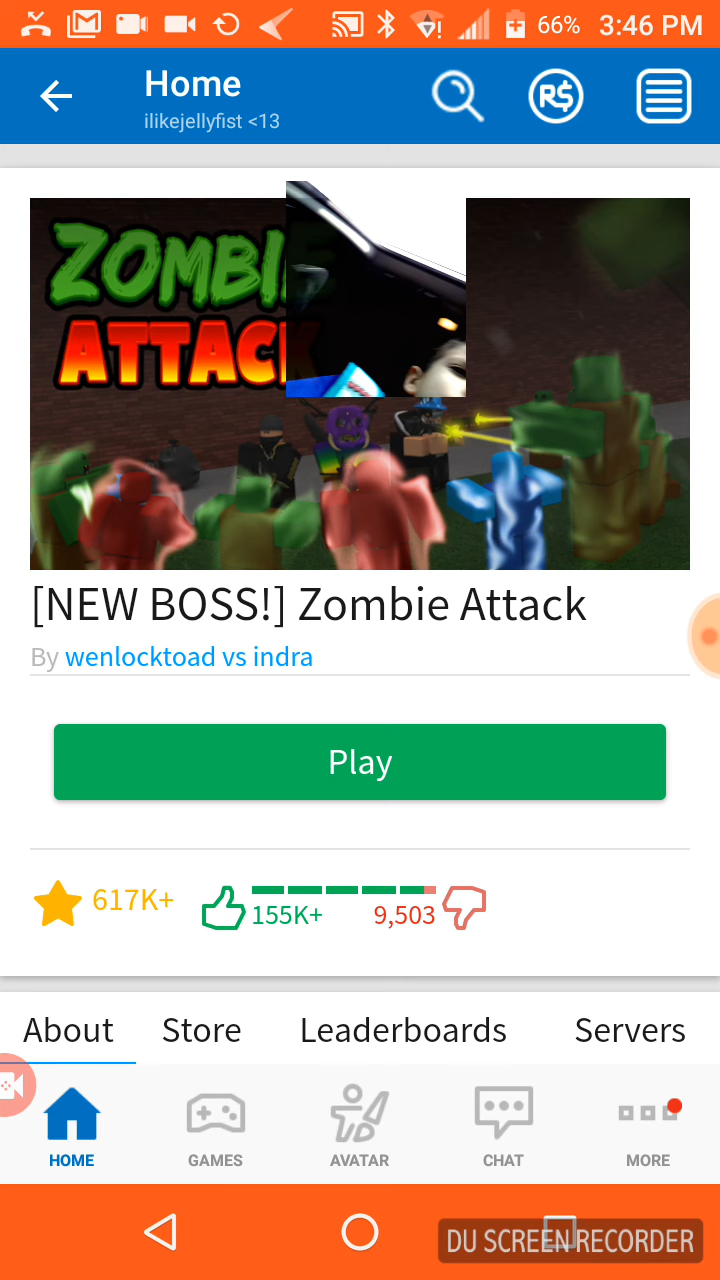 66% 3:46 PM
Home
ilikejellyfist <13
R$
ZOMBIE
ATTACK
[NEW BOSS!] Zombie Attack
By wenlocktoad vs indra
Play
617K+ 155K+ 9,503
About Store Leaderboards Servers
HOME GAMES AVATAR CHAT MORE
DU SCREEN RECORDER